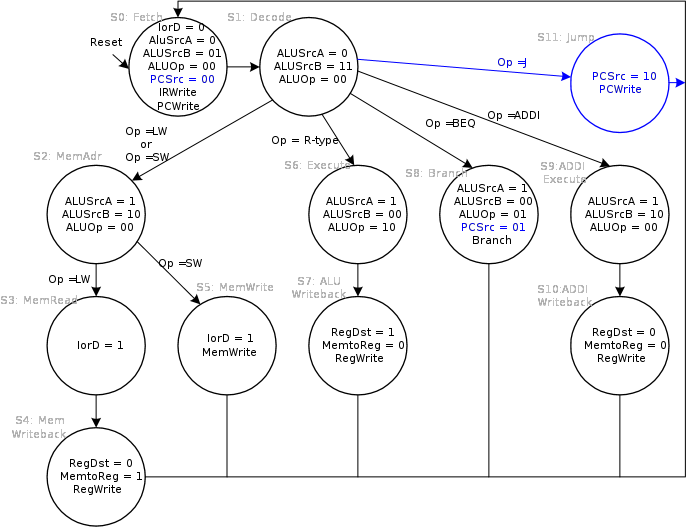 S0: Fetch
S1: Decode
Reset
IorD = 0
AluSrcA = 0
ALUSrcB = 01
ALUOp = 00
PCSrc = 00
IRWrite
PCWrite
ALUSrcA = 0
ALUSrcB = 11
ALUOp = 00
Op =J
S11: Jump
PCSrc = 10
PCWrite
Op =LW
or
Op =SW
Op = R-type
Op =BEQ
Op =ADDI
S2: MemAdr
ALUSrcA = 1
ALUSrcB = 10
ALUOp = 00
S6: Execute
ALUSrcA = 1
ALUSrcB = 00
ALUOp = 10
S8: Branch
ALUSrcA = 1
ALUSrcB = 00
ALUOp = 01
PCSrc = 01
Branch
S9:ADDI
Execute
ALUSrcA = 1
ALUSrcB = 10
ALUOp = 00
Op =LW
Op =SW
S3: MemRead
IorD = 1
S5: MemWrite
IorD = 1
MemWrite
S7: ALU
Writeback
RegDst = 1
MemtoReg = 0
RegWrite
S10:ADDI
Writeback
RegDst = 0
MemtoReg = 0
RegWrite
S4: Mem
Writeback
RegDst = 0
MemtoReg = 1
RegWrite